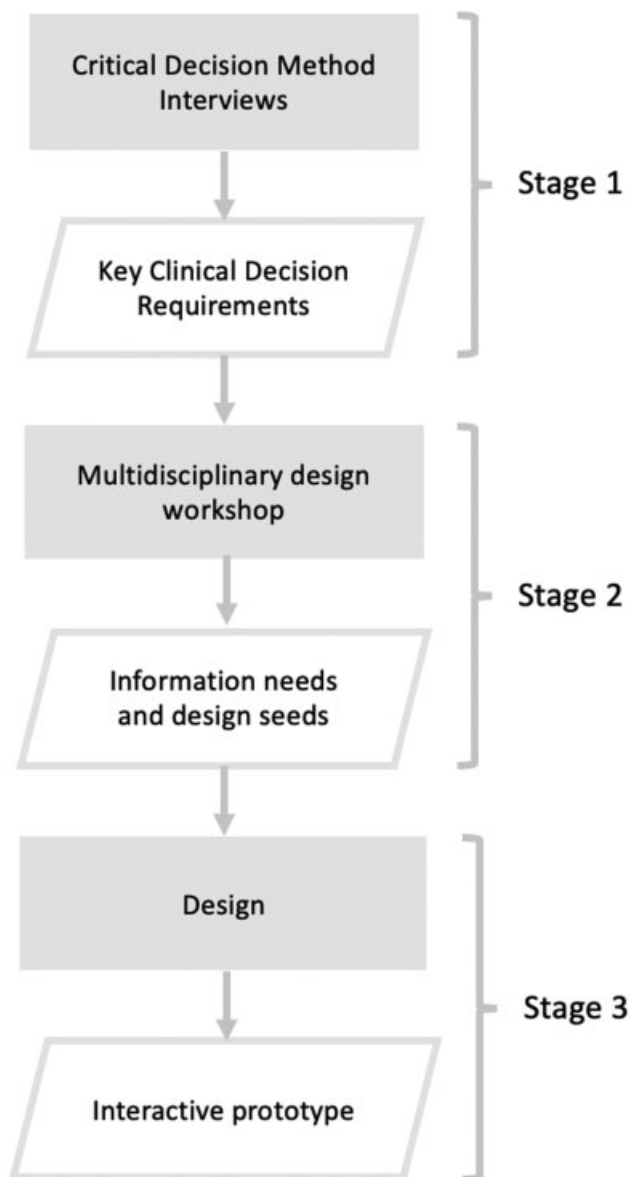 Critical Decision Method
Interviews
Stage 1
Key Clinical Decision
Requirements
Multidisciplinary design
workshop
Stage 2
Information needs
and design seeds
Design
Stage 3
Interactive prototype